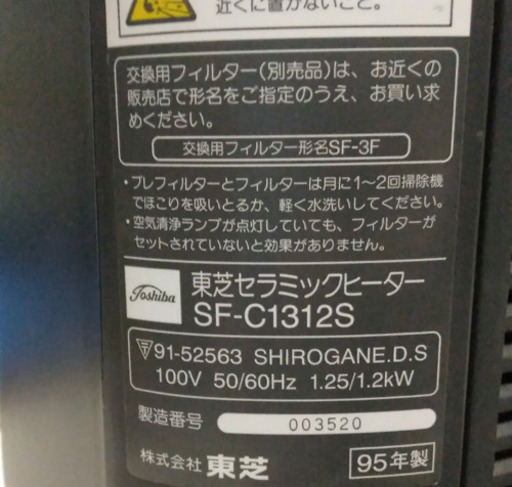 近くに置かないこと。
交換用フィルター(別売品)は、お近くの
販売店で形名をご指定のうえ、お買い求
めください。
交換用フィルター形名SF-3F
・プレフィルターとフィルターは月に1〜2回掃除機
でほこりを吸いとるか、軽く水洗いしてください。
・空気清浄ランプが点灯していても、フィルターが
セットされていないと効果がありません。
Toshiba
東芝セラミックヒーター
SF-C1312S
〒91-52563 SHIROGANE.D.S
100V 50/60Hz 1.25/1.2kW
製造番号 003520
株式会社 東芝 95年製